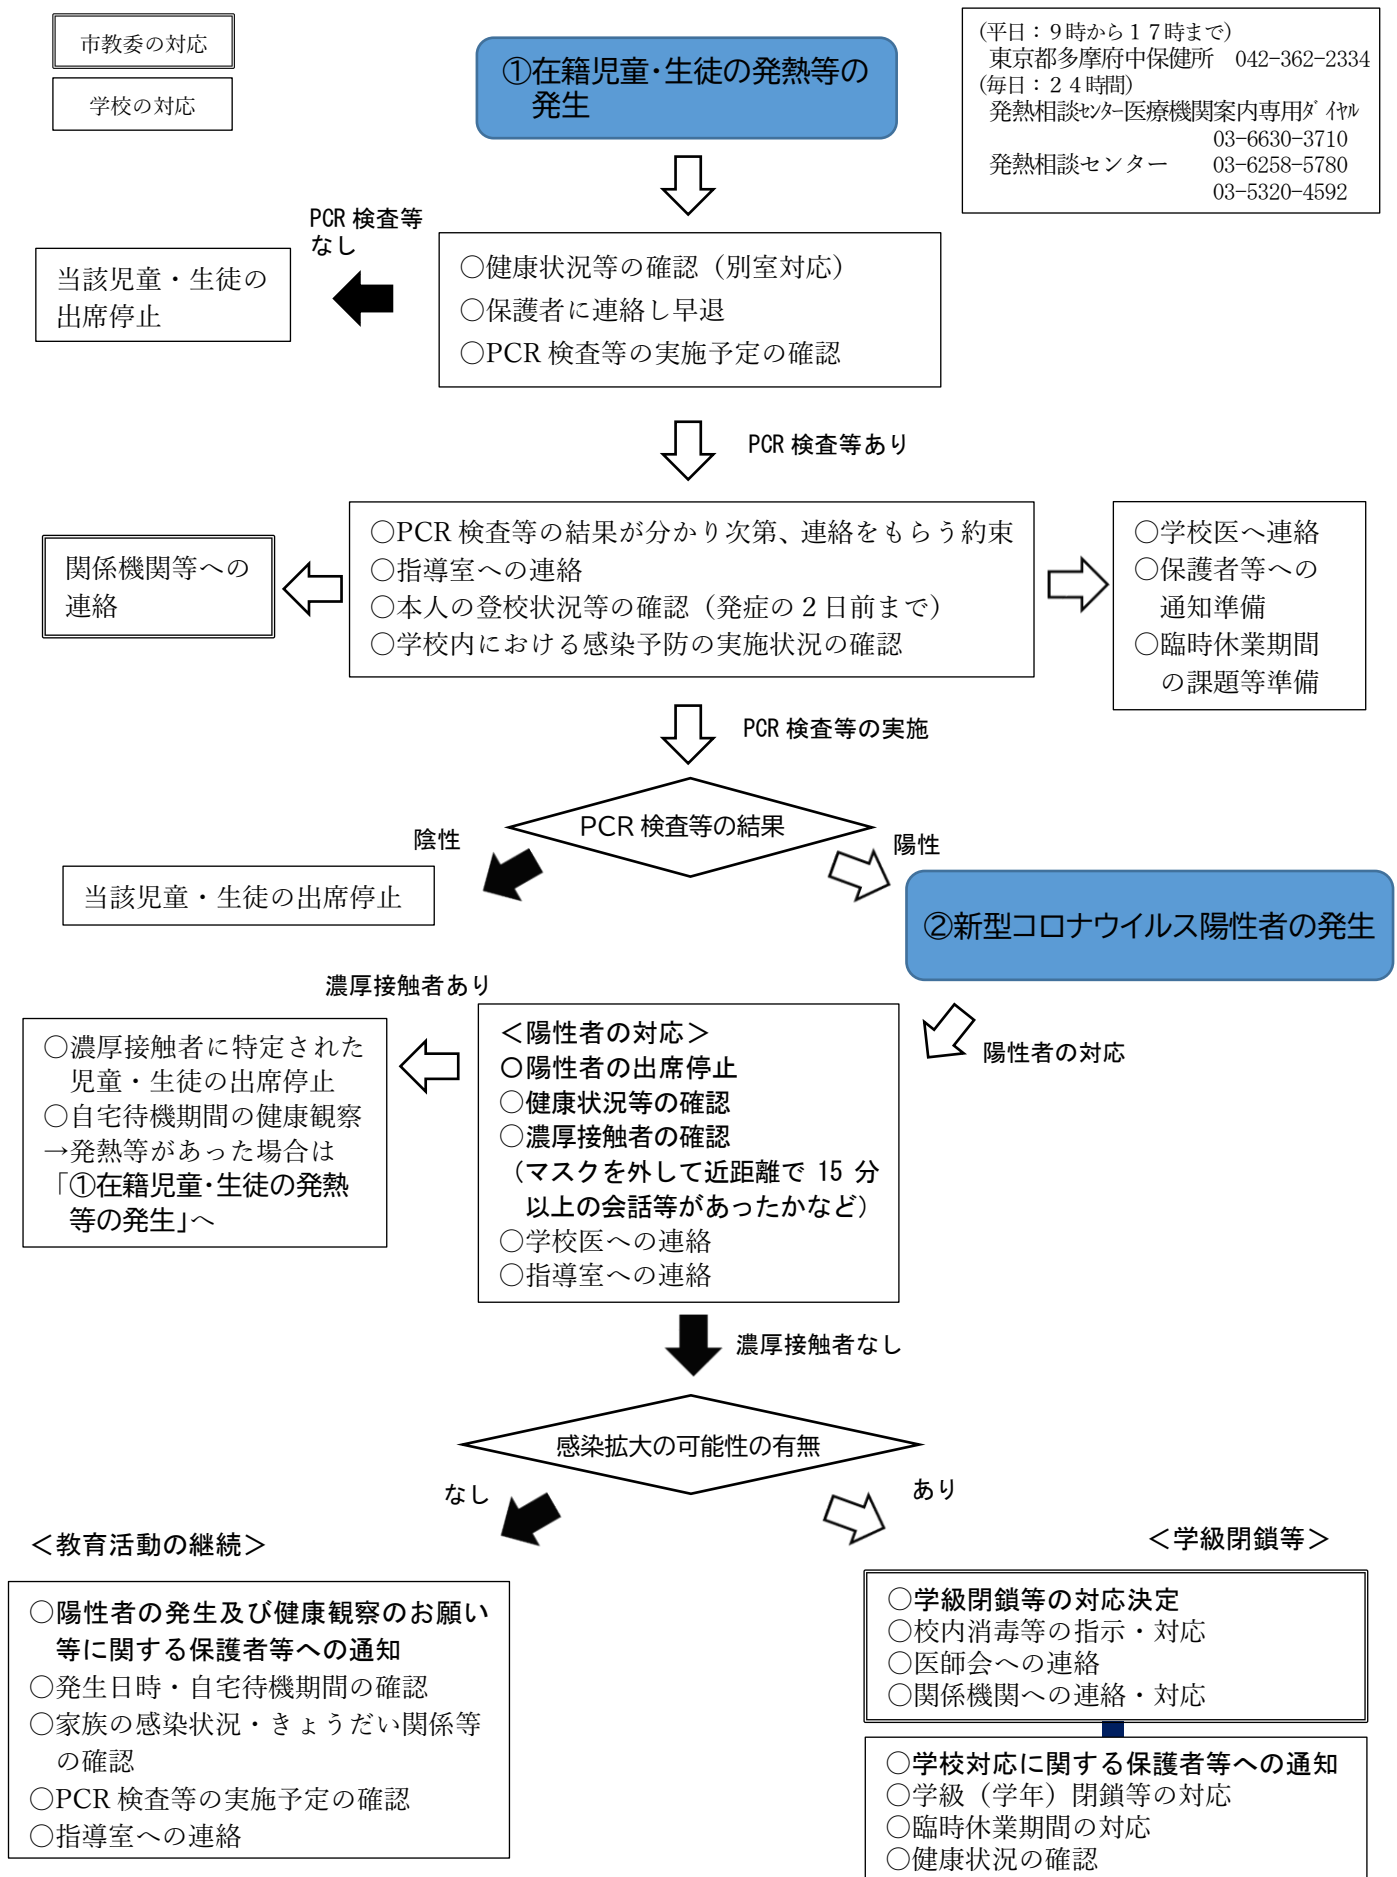 市教委の対応
学校の対応
①在籍児童・生徒の発熱等の
発生
(平日：9時から１７時まで)
東京都多摩府中保健所　042-362-2334
(毎日：２４時間)
発熱相談ｾﾝﾀｰ医療機関案内専用ﾀﾞｲﾔﾙ
03-6630-3710
発熱相談センター　03-6258-5780
03-5320-4592
PCR 検査等
なし
当該児童・生徒の
出席停止
○健康状況等の確認（別室対応）
○保護者に連絡し早退
○PCR 検査等の実施予定の確認
PCR 検査等あり
関係機関等への
連絡
○PCR 検査等の結果が分かり次第、連絡をもらう約束
○指導室への連絡
○本人の登校状況等の確認（発症の２日前まで）
○学校内における感染予防の実施状況の確認
○学校医へ連絡
○保護者等への
通知準備
○臨時休業期間
の課題等準備
PCR 検査等の実施
PCR 検査等の結果
陰性
陽性
当該児童・生徒の出席停止
②新型コロナウイルス陽性者の発生
濃厚接触者あり
○濃厚接触者に特定された
児童・生徒の出席停止
○自宅待機期間の健康観察
→発熱等があった場合は
「①在籍児童・生徒の発熱
等の発生」へ
＜陽性者の対応＞
○陽性者の出席停止
○健康状況等の確認
○濃厚接触者の確認
（マスクを外して近距離で 15 分
以上の会話等があったかなど）
○学校医への連絡
○指導室への連絡
陽性者の対応
濃厚接触者なし
感染拡大の可能性の有無
なし
あり
＜教育活動の継続＞
＜学級閉鎖等＞
○陽性者の発生及び健康観察のお願い
等に関する保護者等への通知
○発生日時・自宅待機期間の確認
○家族の感染状況・きょうだい関係等
の確認
○PCR 検査等の実施予定の確認
○指導室への連絡
○学級閉鎖等の対応決定
○校内消毒等の指示・対応
○医師会への連絡
○関係機関への連絡・対応
○学校対応に関する保護者等への通知
○学級（学年）閉鎖等の対応
○臨時休業期間の対応
○健康状況の確認